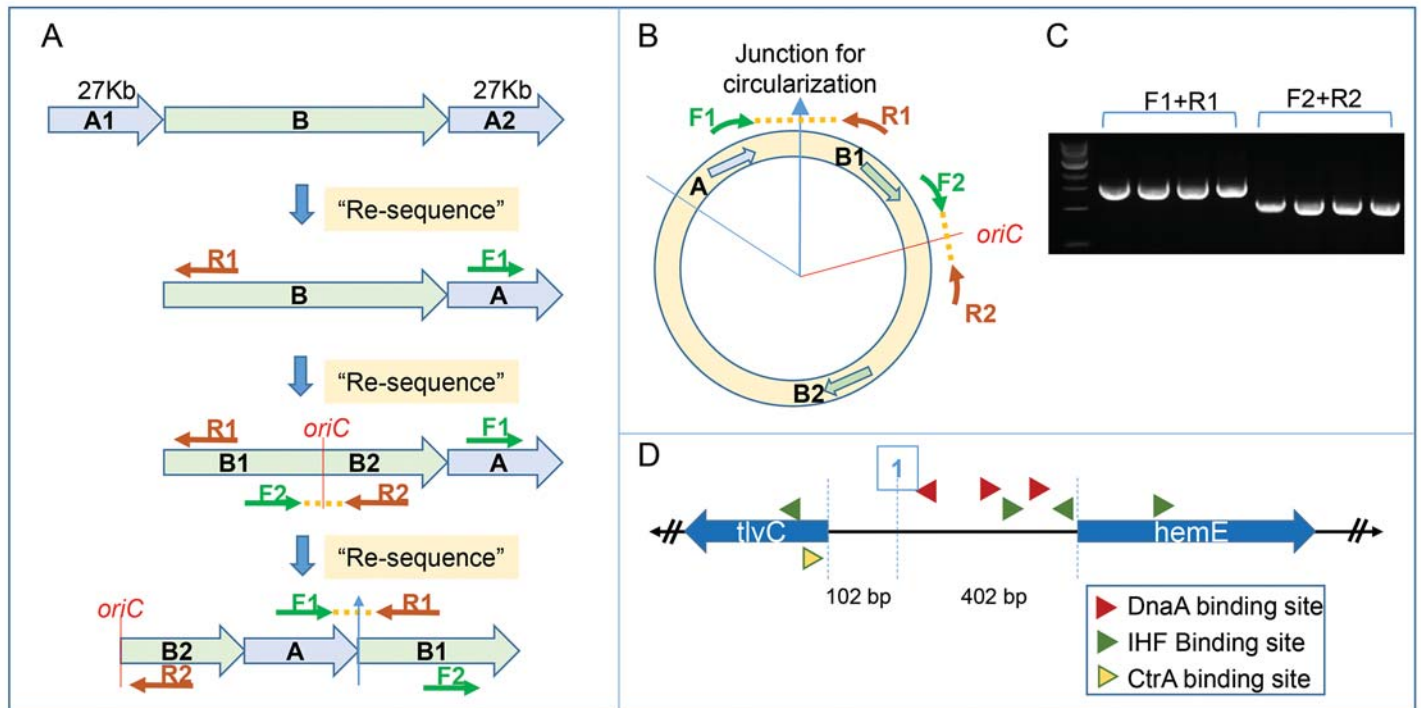 A
27Kb
27Kb
A1
B
A2
"Re-sequence"
R1
F1
B
A
"Re-sequence"
R1
oriC
F1
B1
B2
A
F2
R2
"Re-sequence"
F1
R1
oriC
B2
A
B1
R2
F2
B
Junction for
circularization
F1
R1
B1
A
F2
oriC
R2
B2
C
F1+R1
F2+R2
D
1
tlyC
hemE
102 bp
402 bp
DnaA binding site
IHF Binding site
CtrA binding site